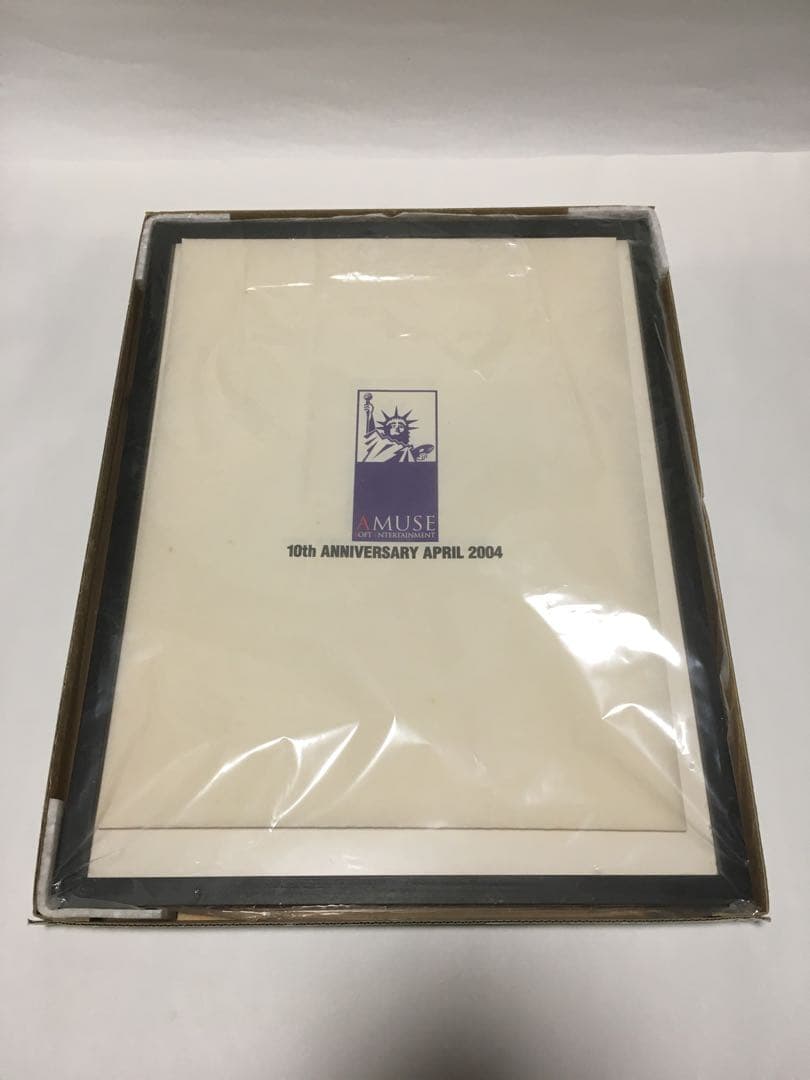 AMUSE
SOFT ENTERTAINMENT
10th ANNIVERSARY APRIL 2004